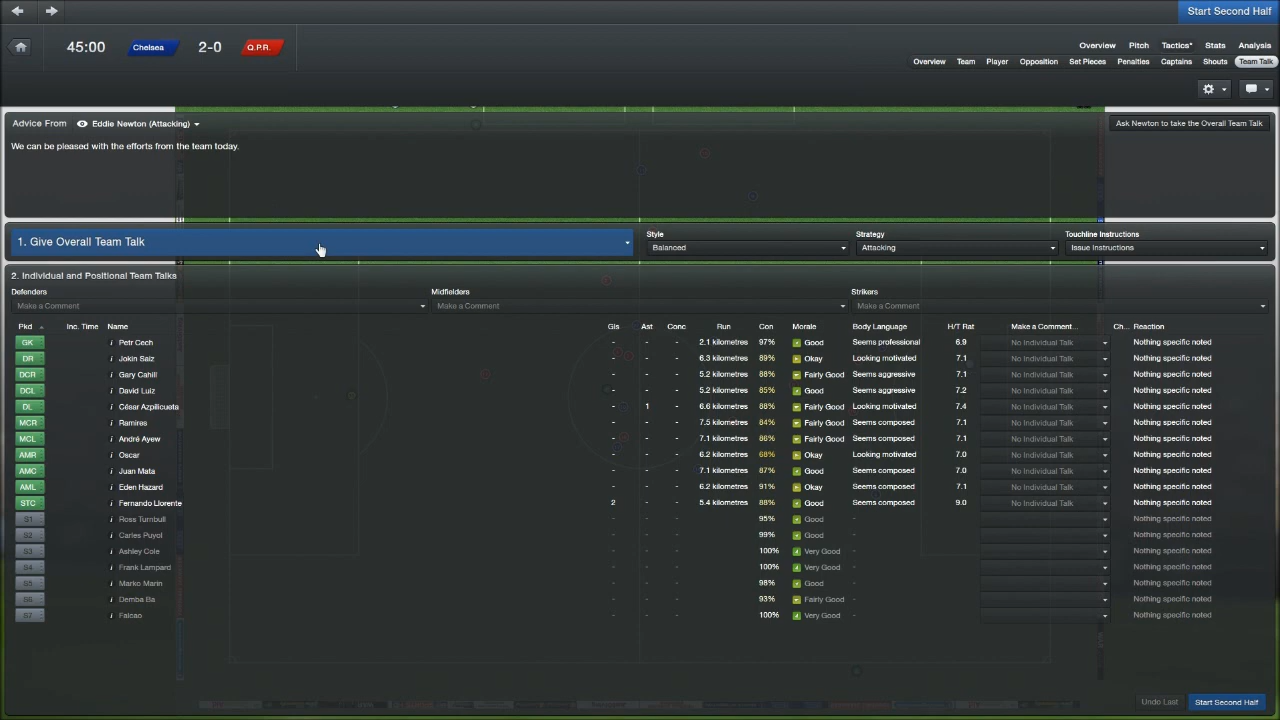 Start Second Half
45:00 Chelsea 2-0 Q.P.R.
Overview Pitch Tactics* Stats Analysis
Overview Team Player Opposition Set Pieces Penalties Captains Shouts Team Talk
Advice From Eddie Newton (Attacking) Ask Newton to take the Overall Team Talk
We can be pleased with the efforts from the team today.
1. Give Overall Team Talk
Style Strategy Touchline Instructions
Balanced Attacking Issue Instructions
2. Individual and Positional Team Talks
Defenders Midfielders Strikers
Make a Comment Make a Comment Make a Comment
Pkd Inc. Time Name Gls Ast Conc Run Con Morale Body Language H/T Rat Make a Comment... Ch... Reaction
GK i Petr Cech - - - 2.1 kilometres 97% Good Seems professional 6.9 No Individual Talk Nothing specific noted
DR i Jokin Saiz - - - 6.3 kilometres 89% Okay Looking motivated 7.1 No Individual Talk Nothing specific noted
DCR i Gary Cahill - - - 5.2 kilometres 88% Fairly Good Seems aggressive 7.1 No Individual Talk Nothing specific noted
DCL i David Luiz - - - 5.2 kilometres 85% Good Seems aggressive 7.2 No Individual Talk Nothing specific noted
DL i César Azpilicueta - 1 - 6.6 kilometres 88% Fairly Good Looking motivated 7.4 No Individual Talk Nothing specific noted
MCR i Ramires - - - 7.5 kilometres 84% Fairly Good Seems composed 7.1 No Individual Talk Nothing specific noted
MCL i André Ayew - - - 7.1 kilometres 86% Fairly Good Seems composed 7.1 No Individual Talk Nothing specific noted
AMR i Oscar - - - 6.2 kilometres 68% Okay Looking motivated 7.0 No Individual Talk Nothing specific noted
AMC i Juan Mata - - - 7.1 kilometres 87% Good Seems composed 7.0 No Individual Talk Nothing specific noted
AML i Eden Hazard - - - 6.2 kilometres 91% Okay Seems composed 7.1 No Individual Talk Nothing specific noted
STC i Fernando Llorente 2 - - 5.4 kilometres 88% Good Seems composed 9.0 No Individual Talk Nothing specific noted
S1 i Ross Turnbull - - - 95% Good - Nothing specific noted
S2 i Carles Puyol - - - 99% Good - Nothing specific noted
S3 i Ashley Cole - - - 100% Very Good - Nothing specific noted
S4 i Frank Lampard - - - 100% Very Good - Nothing specific noted
S5 i Marko Marin - - - 98% Good - Nothing specific noted
S6 i Demba Ba - - - 93% Fairly Good - Nothing specific noted
S7 i Falcao - - - 100% Very Good - Nothing specific noted
Undo Last Start Second Half